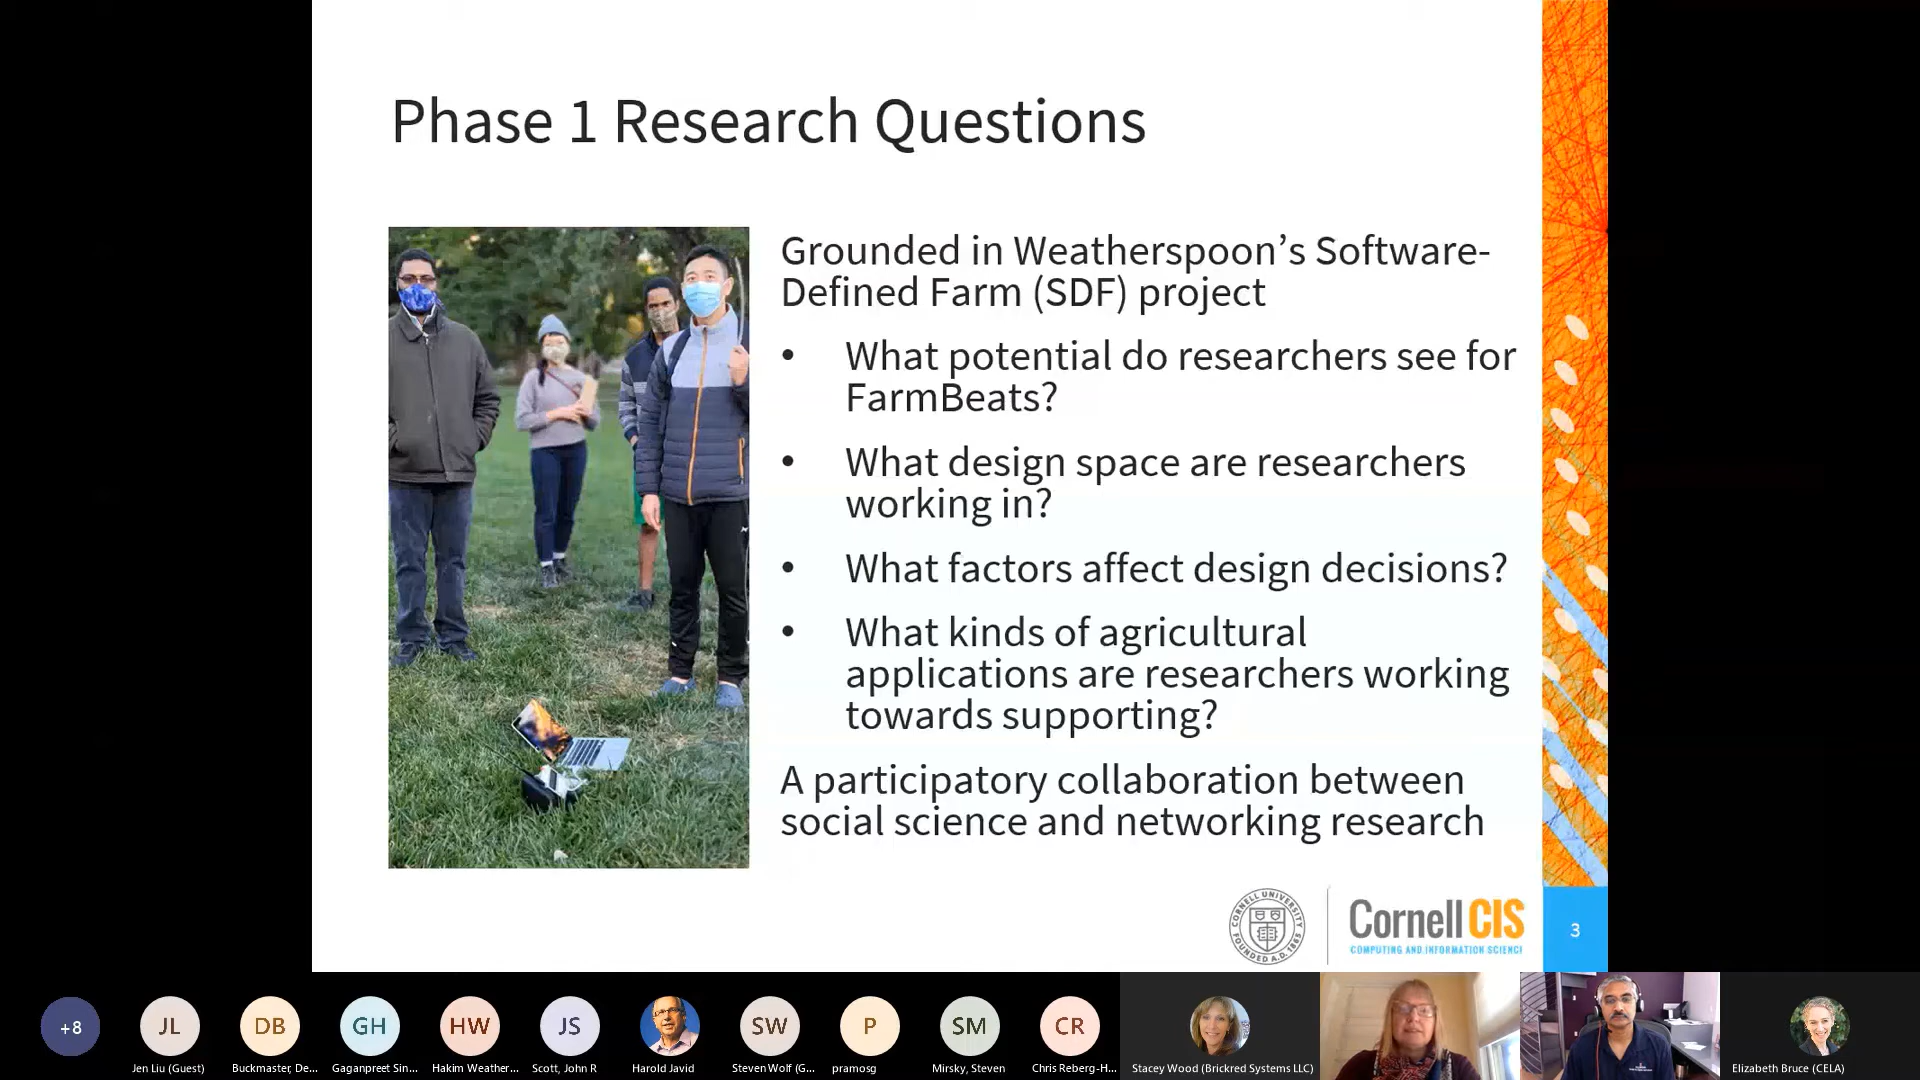 Phase 1 Research Questions
Grounded in Weatherspoon’s Software-
Defined Farm (SDF) project
• What potential do researchers see for
FarmBeats?
• What design space are researchers
working in?
• What factors affect design decisions?
• What kinds of agricultural
applications are researchers working
towards supporting?
A participatory collaboration between
social science and networking research
CORNELL UNIVERSITY
FOUNDED A.D. 1865
Cornell CIS
COMPUTING AND INFORMATION SCIENCE
3
+8
JL
DB
GH
HW
JS
SW
P
SM
CR
Jen Liu (Guest)
Buckmaster, De...
Gaganpreet Sin...
Hakim Weather...
Scott, John R
Harold Javid
Steven Wolf (G...
pramosg
Mirsky, Steven
Chris Reberg-H...
Stacey Wood (Brickred Systems LLC)
Elizabeth Bruce (CELA)